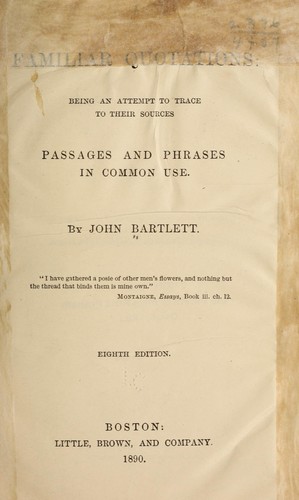 FAMILIAR QUOTATIONS:
BEING AN ATTEMPT TO TRACE
TO THEIR SOURCES
PASSAGES AND PHRASES
IN COMMON USE.
BY JOHN BARTLETT.
"I have gathered a posie of other men's flowers, and nothing but
the thread that binds them is mine own."
MONTAIGNE, Essays, Book iii. ch. 12.
EIGHTH EDITION.
BOSTON:
LITTLE, BROWN, AND COMPANY.
1890.